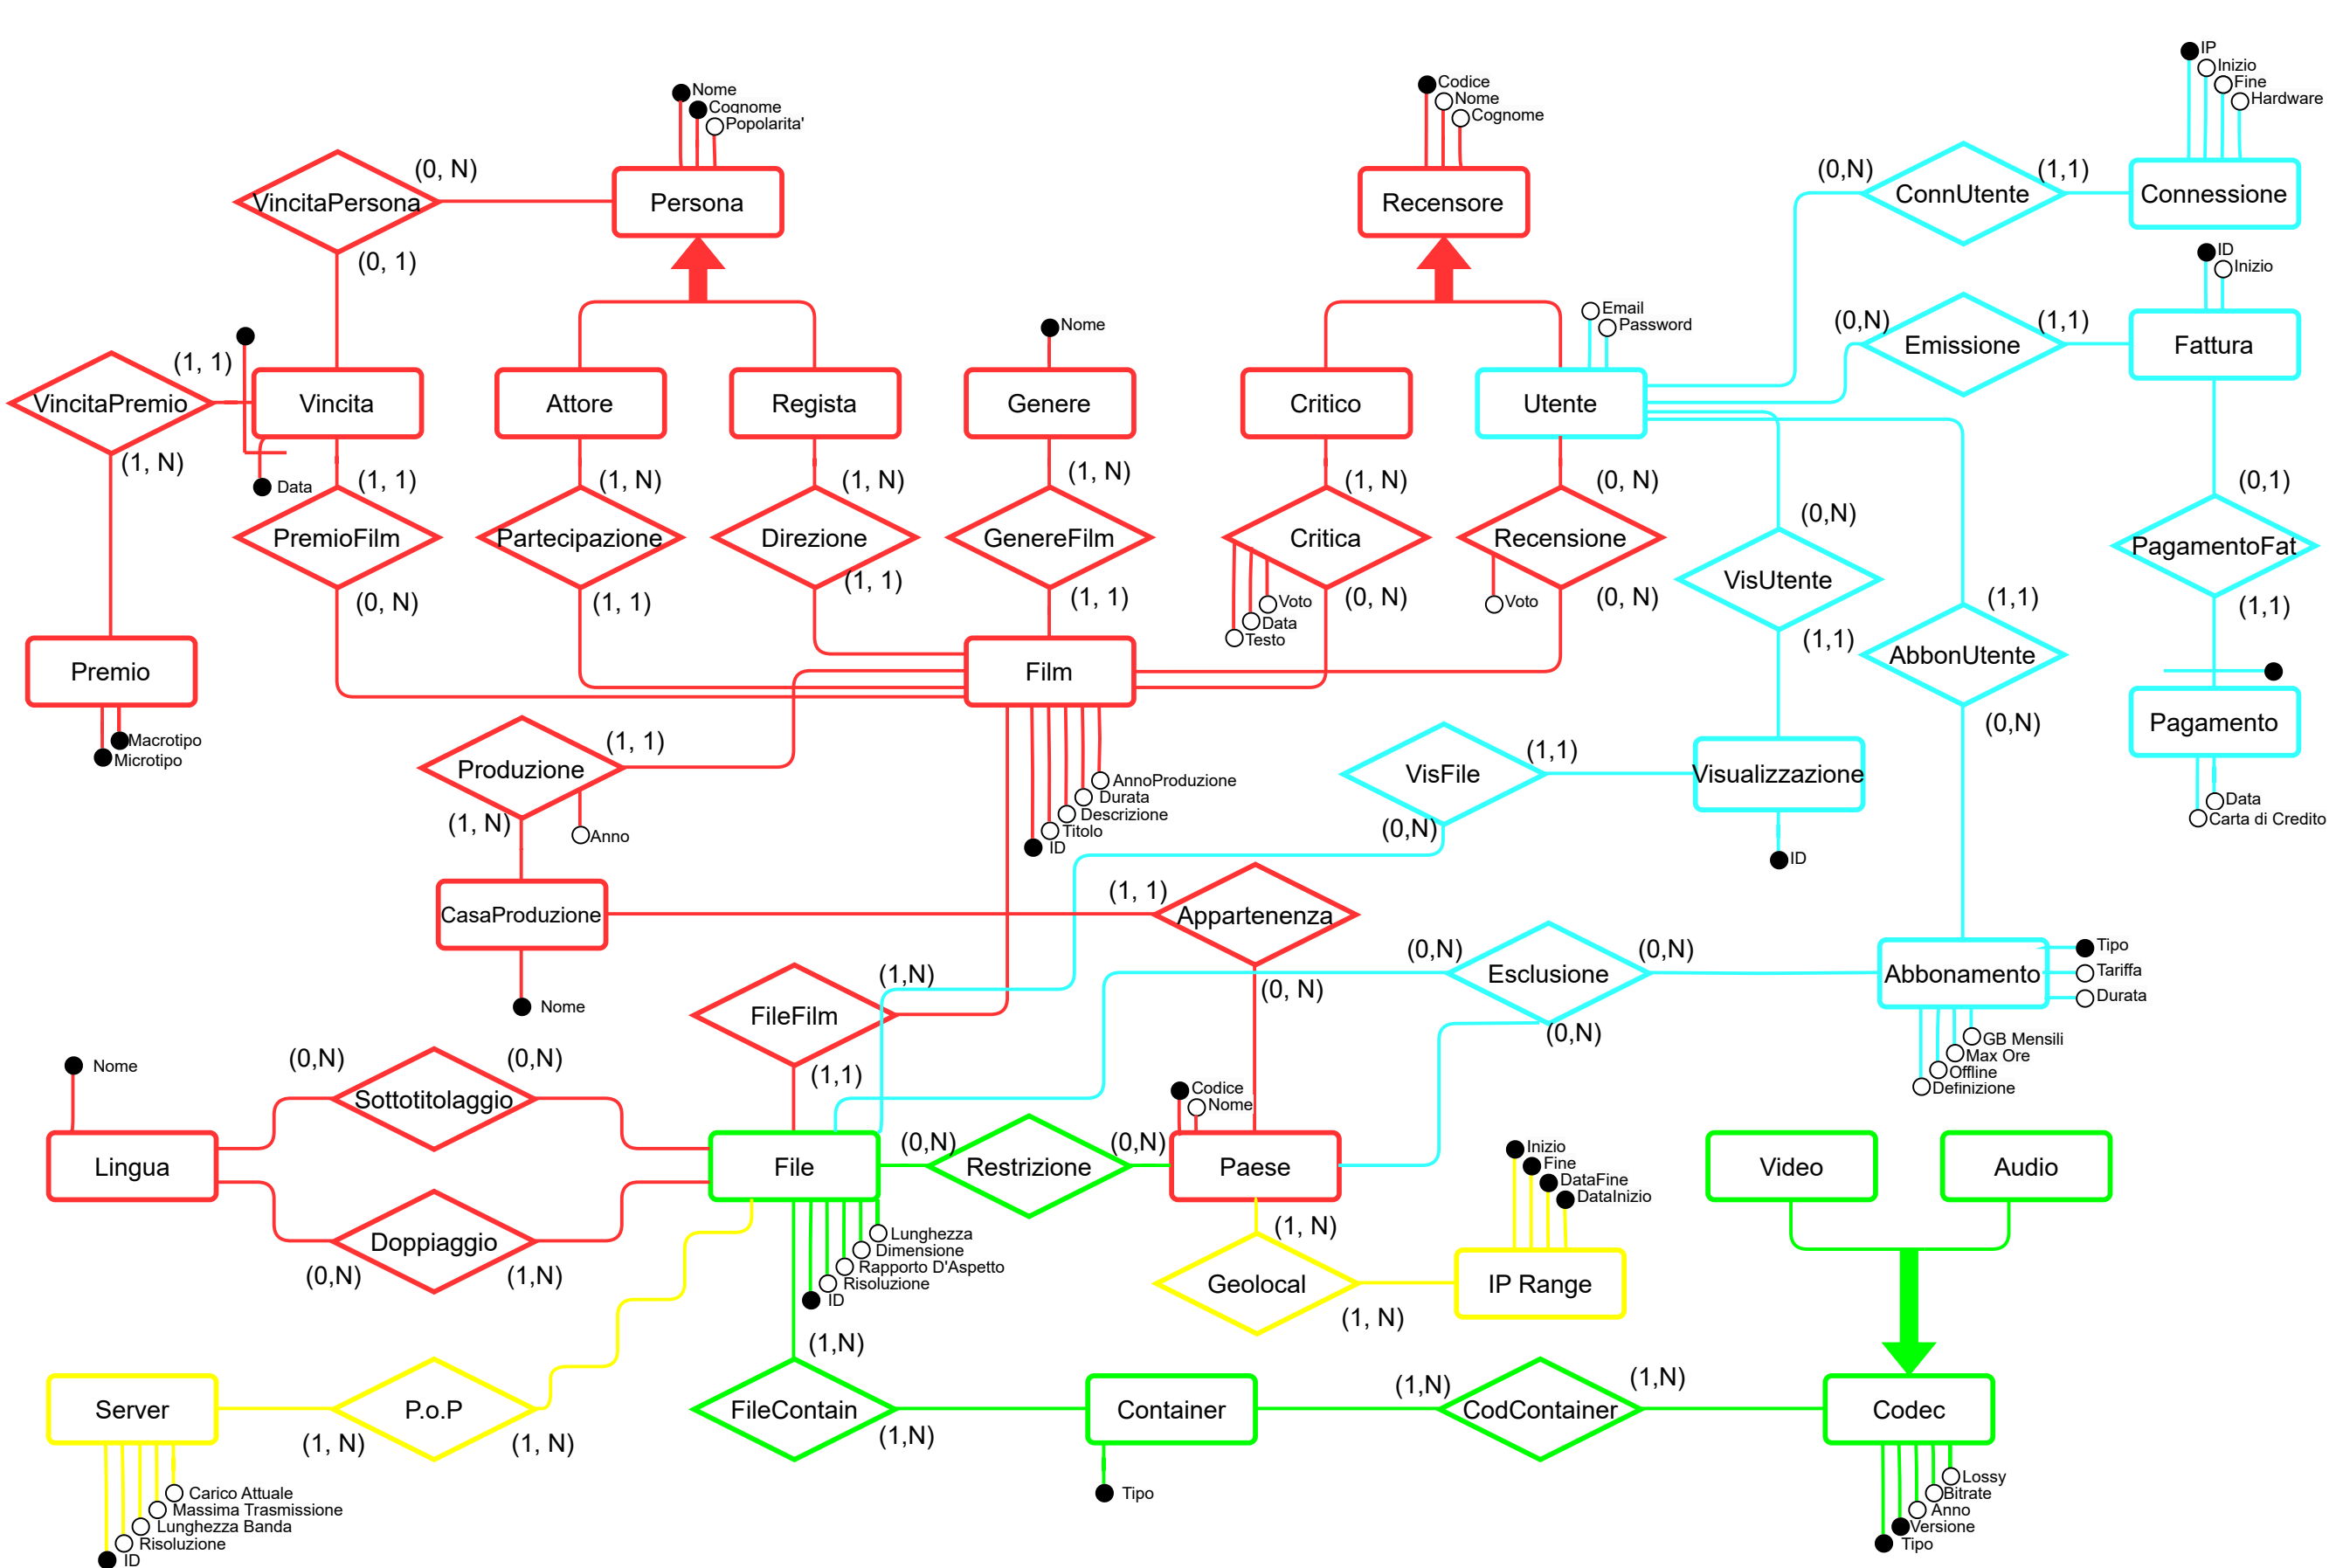 IP
Inizio
Fine
Hardware
Nome
Cognome
Popolarita'
Codice
Nome
Cognome
(0, N)
(0,N)
(1,1)
VincitaPersona
Persona
Recensore
ConnUtente
Connessione
(0, 1)
ID
Inizio
Nome
Email
Password
(0,N)
(1,1)
Emissione
Fattura
(1, 1)
VincitaPremio
Vincita
Attore
Regista
Genere
Critico
Utente
(1, N)
Data
(1, 1)
(1, N)
(1, N)
(1, N)
(1, N)
(0, N)
(0,N)
(0,1)
PremioFilm
Partecipazione
Direzione
GenereFilm
Critica
Recensione
VisUtente
PagamentoFat
(0, N)
(1, 1)
(1, 1)
(1, 1)
Voto
Data
Testo
(0, N)
Voto
(0, N)
(1,1)
(1,1)
(1,1)
Premio
Film
AbbonUtente
Macrotipo
Microtipo
(0,N)
Pagamento
Produzione
(1, 1)
(1, N)
Anno
AnnoProduzione
Durata
Descrizione
Titolo
ID
VisFile
(1,1)
(0,N)
Visualizzazione
ID
Data
Carta di Credito
CasaProduzione
(1, 1)
Appartenenza
Nome
(0, N)
(0,N)
Esclusione
(0,N)
(0,N)
Abbonamento
Tipo
Tariffa
Durata
GB Mensili
Max Ore
Offline
Definizione
FileFilm
(1,N)
(1,1)
Nome
(0,N)
Sottotitolaggio
(0,N)
Codice
Nome
Lingua
File
(0,N)
Restrizione
(0,N)
Paese
Inizio
Fine
DataFine
DataInizio
Video
Audio
Doppiaggio
(0,N)
(1,N)
Lunghezza
Dimensione
Rapporto D'Aspetto
Risoluzione
ID
(1, N)
Geolocal
(1, N)
IP Range
(1,N)
(1,N)
(1,N)
Server
P.o.P
FileContain
Container
CodContainer
Codec
(1, N)
(1, N)
(1,N)
Tipo
Carico Attuale
Massima Trasmissione
Lunghezza Banda
Risoluzione
ID
Lossy
Bitrate
Anno
Versione
Tipo